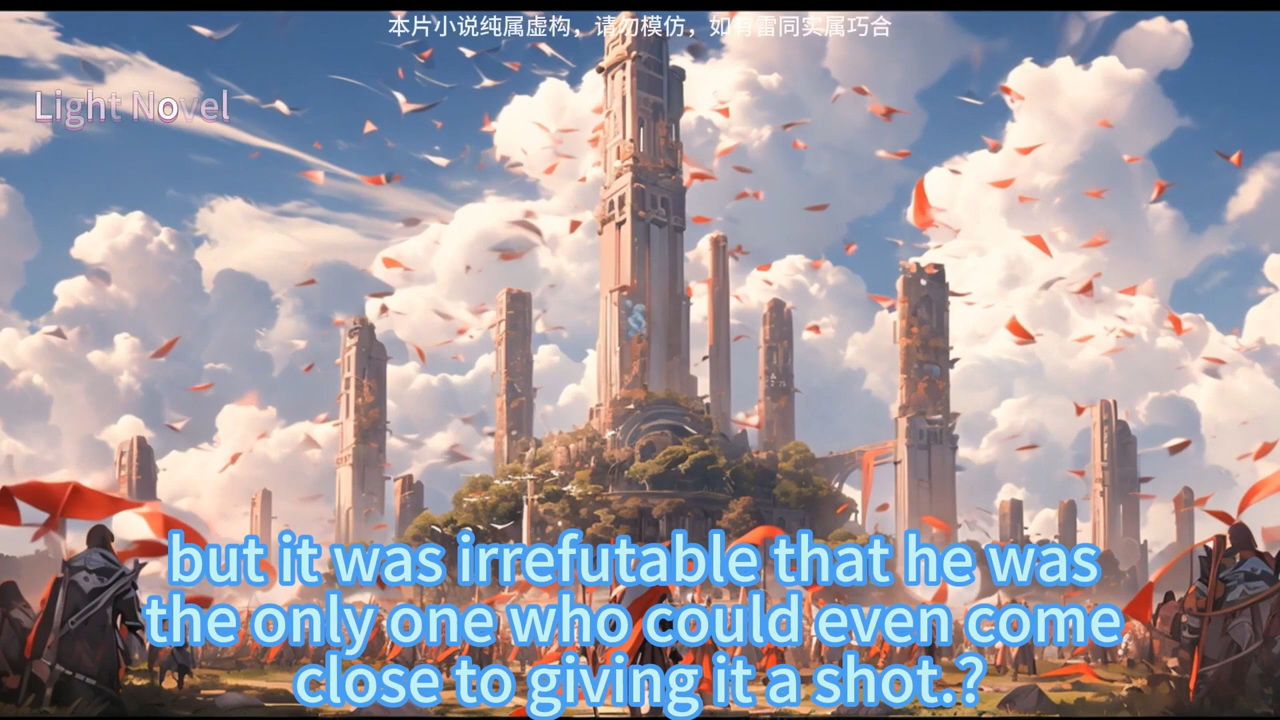 本片小说纯属虚构，请勿模仿，如有雷同实属巧合
Light Novel
but it was irrefutable that he was
the only one who could even come
close to giving it a shot.?